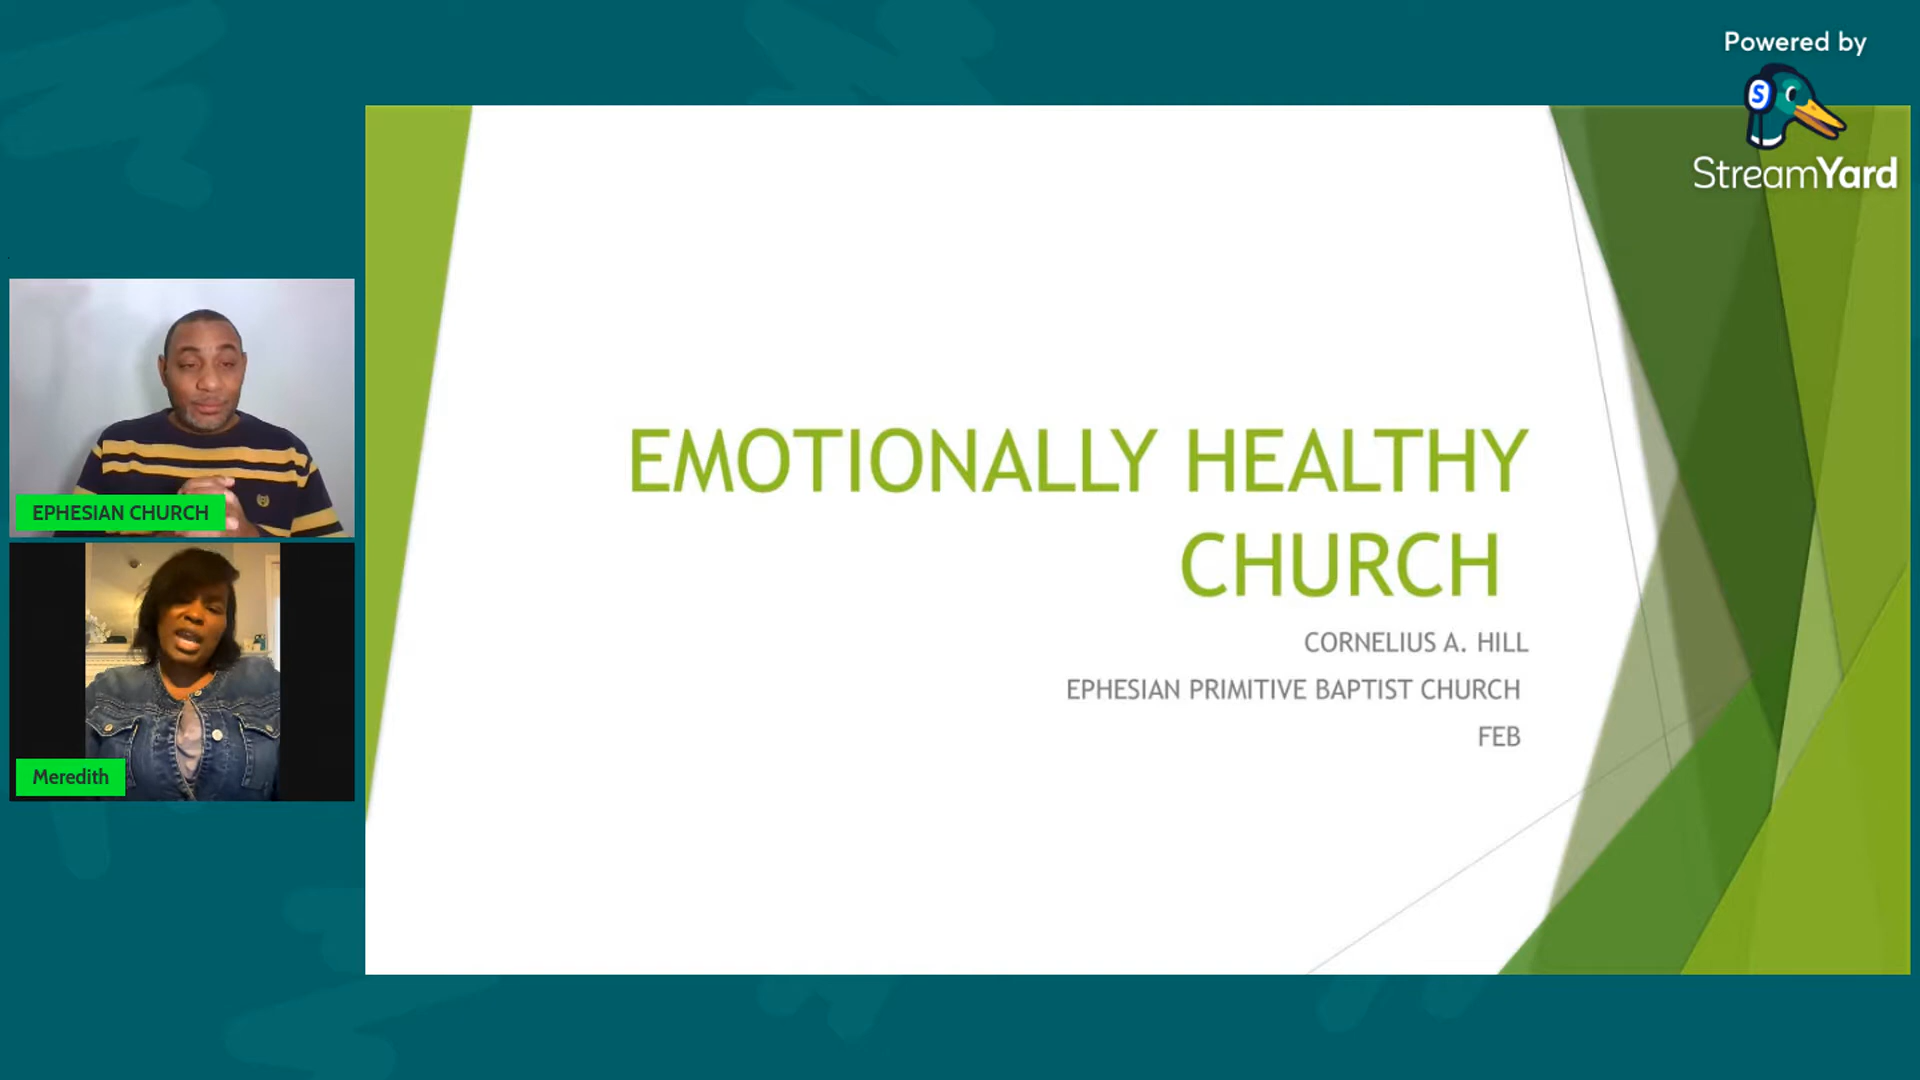 Powered by
S
StreamYard
EPHESIAN CHURCH
Meredith
EMOTIONALLY HEALTHY
CHURCH
CORNELIUS A. HILL
EPHESIAN PRIMITIVE BAPTIST CHURCH
FEB